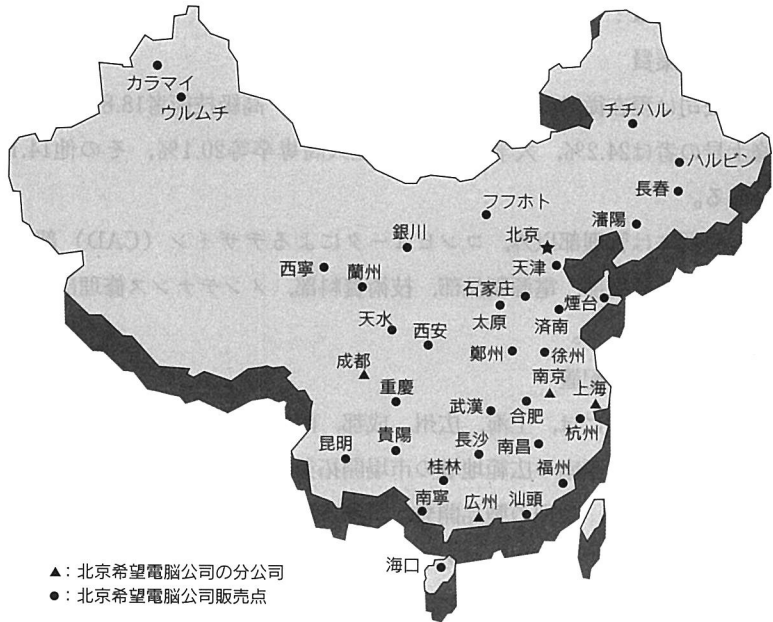 カラマイ
ウルムチ
チチハル
ハルビン
長春
瀋陽
フフホト
北京
銀川
天津
西寧
蘭州
石家庄
煙台
太原
済南
天水
西安
鄭州
徐州
成都
南京
上海
重慶
武漢
合肥
杭州
昆明
貴陽
長沙
南昌
桂林
福州
南寧
広州
汕頭
海口
▲:北京希望電脳公司の分公司
●:北京希望電脳公司販売点